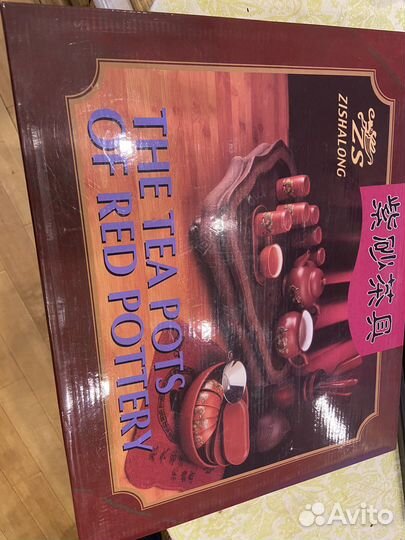 ZS
ZISHALONG
紫砂茶具
THE TEA POTS
OF RED POTTERY
Avito